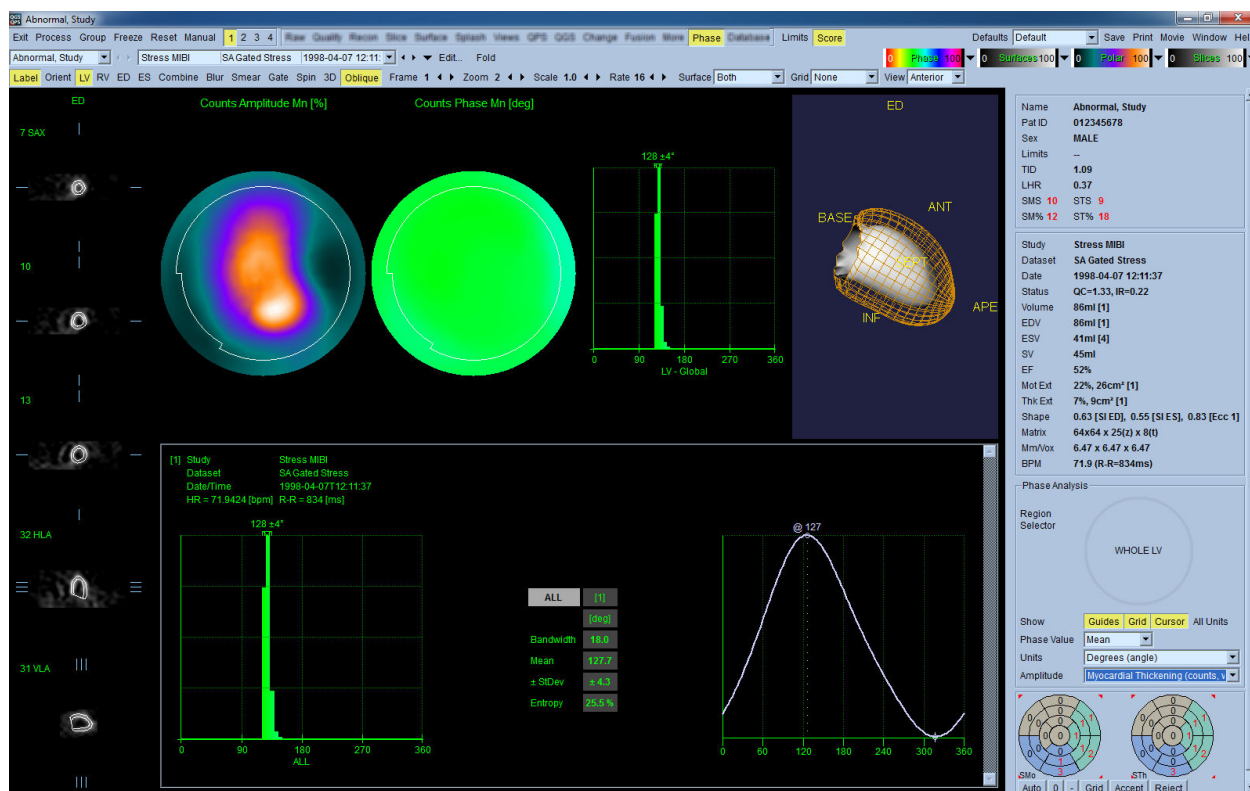 Abnormal, Study
Exit Process Group Freeze Reset Manual 1 2 3 4 Raw Quality Recon Slice Surface Splash Views QPS QGS Change Fusion More Phase Database Limits Score Defaults Default Save Print Movie Window Hel
Abnormal, Study Stress MIBI SA Gated Stress 1998-04-07 12:11: Edit... Fold 0 Phase 100 0 Surfaces 100 0 Polar 100 0 Slices 100
Label Orient LV RV ED ES Combine Blur Smear Gate Spin 3D Oblique Frame 1 Zoom 2 Scale 1.0 Rate 16 Surface Both Grid None View Anterior
ED
7 SAX
10
13
32 HLA
31 VLA
Counts Amplitude Mn [%]
Counts Phase Mn [deg]
128 ±4°
0 90 180 270 360
LV - Global
ED
BASE
ANT
SEPT
INF
APE
[1] Study Stress MIBI
Dataset SA Gated Stress
Date/Time 1998-04-07T12:11:37
HR = 71.9424 [bpm] R-R = 834 [ms]
128 ±4°
0 90 180 270 360
ALL
ALL [1]
[deg]
Bandwidth 18.0
Mean 127.7
± StDev ± 4.3
Entropy 25.5 %
@ 127
0 60 120 180 240 300 360
Name Abnormal, Study
Pat ID 012345678
Sex MALE
Limits --
TID 1.09
LHR 0.37
SMS 10 STS 9
SM% 12 ST% 18
Study Stress MIBI
Dataset SA Gated Stress
Date 1998-04-07 12:11:37
Status QC=1.33, IR=0.22
Volume 86ml [1]
EDV 86ml [1]
ESV 41ml [4]
SV 45ml
EF 52%
Mot Ext 22%, 26cm² [1]
Thk Ext 7%, 9cm² [1]
Shape 0.63 [SI ED], 0.55 [SI ES], 0.83 [Ecc 1]
Matrix 64x64 x 25(z) x 8(t)
Mm/Vox 6.47 x 6.47 x 6.47
BPM 71.9 (R-R=834ms)
Phase Analysis
Region
Selector
WHOLE LV
Show Guides Grid Cursor All Units
Phase Value Mean
Units Degrees (angle)
Amplitude Myocardial Thickening (counts, v
SMo STh
Auto 0 - Grid Accept Reject